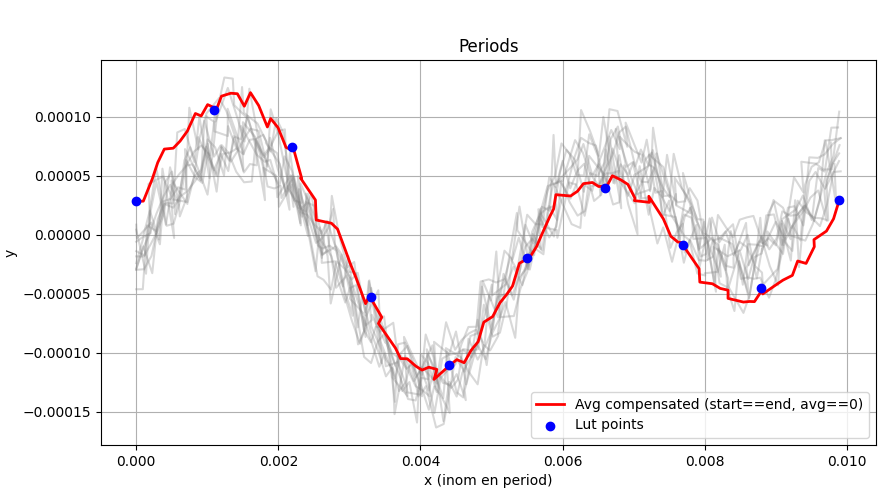 Periods
0.00010
0.00005
0.00000
−0.00005
−0.00010
−0.00015
y
Avg compensated (start==end, avg==0)
Lut points
0.000 0.002 0.004 0.006 0.008 0.010
x (inom en period)